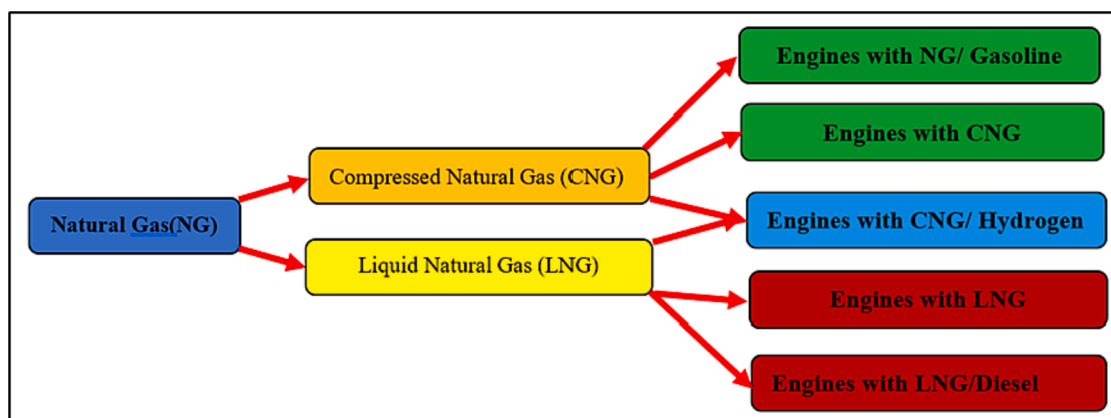 Engines with NG/ Gasoline
Engines with CNG
Compressed Natural Gas (CNG)
Natural Gas(NG)
Engines with CNG/ Hydrogen
Liquid Natural Gas (LNG)
Engines with LNG
Engines with LNG/Diesel